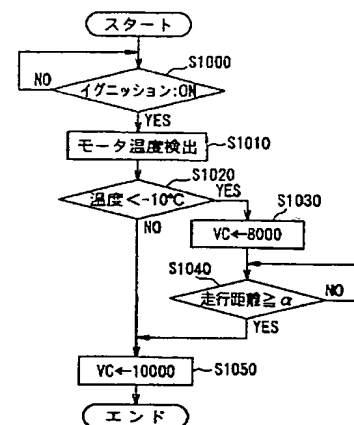 スタート
S1000
NO
イグニッション:ON
YES
モータ温度検出
S1010
S1020
温度<-10℃
YES
S1030
NO
VC←8000
S1040
走行距離≧α
NO
YES
VC←10000
S1050
エンド